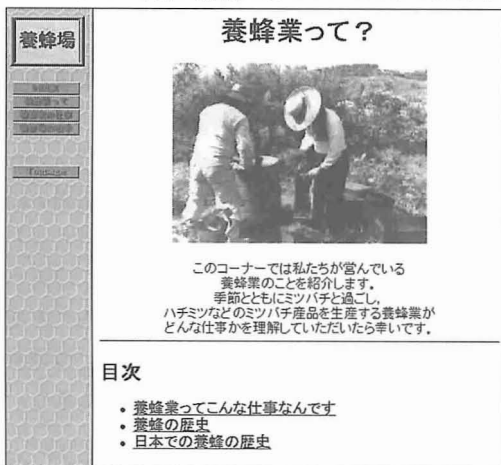 養蜂場
養蜂業って？
このコーナーでは私たちが営んでいる
養蜂業のことを紹介します。
季節とともにミツバチと過ごし，
ハチミツなどのミツバチ産品を生産する養蜂業が
どんな仕事かを理解していただいたら幸いです。
目次
• 養蜂業ってこんな仕事なんです
• 養蜂の歴史
• 日本での養蜂の歴史